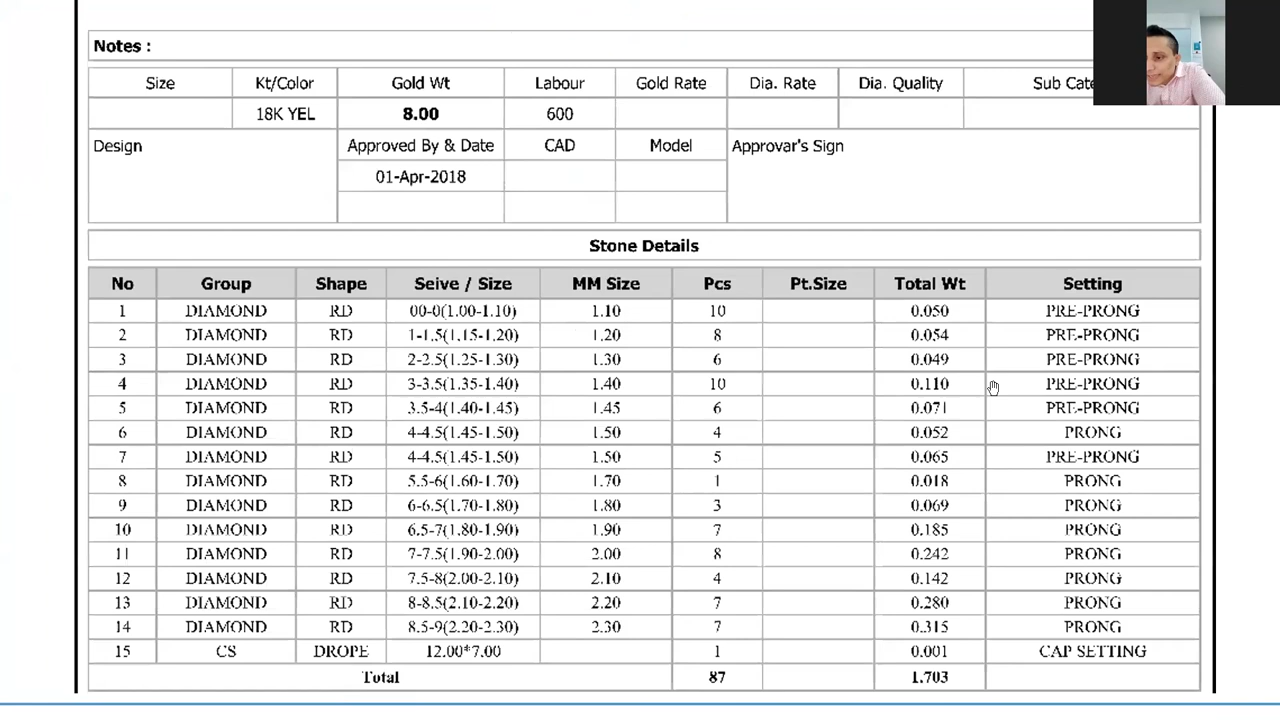 Notes :
Size Kt/Color Gold Wt Labour Gold Rate Dia. Rate Dia. Quality Sub Cate
18K YEL 8.00 600
Design Approved By & Date CAD Model Approvar's Sign
01-Apr-2018
Stone Details
No Group Shape Seive / Size MM Size Pcs Pt.Size Total Wt Setting
1 DIAMOND RD 00-0(1.00-1.10) 1.10 10 0.050 PRE-PRONG
2 DIAMOND RD 1-1.5(1.15-1.20) 1.20 8 0.054 PRE-PRONG
3 DIAMOND RD 2-2.5(1.25-1.30) 1.30 6 0.049 PRE-PRONG
4 DIAMOND RD 3-3.5(1.35-1.40) 1.40 10 0.110 PRE-PRONG
5 DIAMOND RD 3.5-4(1.40-1.45) 1.45 6 0.071 PRE-PRONG
6 DIAMOND RD 4-4.5(1.45-1.50) 1.50 4 0.052 PRONG
7 DIAMOND RD 4-4.5(1.45-1.50) 1.50 5 0.065 PRE-PRONG
8 DIAMOND RD 5.5-6(1.60-1.70) 1.70 1 0.018 PRONG
9 DIAMOND RD 6-6.5(1.70-1.80) 1.80 3 0.069 PRONG
10 DIAMOND RD 6.5-7(1.80-1.90) 1.90 7 0.185 PRONG
11 DIAMOND RD 7-7.5(1.90-2.00) 2.00 8 0.242 PRONG
12 DIAMOND RD 7.5-8(2.00-2.10) 2.10 4 0.142 PRONG
13 DIAMOND RD 8-8.5(2.10-2.20) 2.20 7 0.280 PRONG
14 DIAMOND RD 8.5-9(2.20-2.30) 2.30 7 0.315 PRONG
15 CS DROPE 12.00*7.00 1 0.001 CAP SETTING
Total 87 1.703